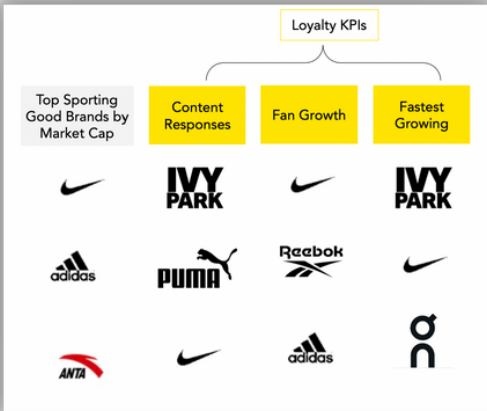 Loyalty KPIs
Top Sporting
Good Brands by
Market Cap
Content
Responses
Fan Growth
Fastest
Growing
IVY
PARK
IVY
PARK
adidas
PUMA
Reebok
ANTA
adidas
on